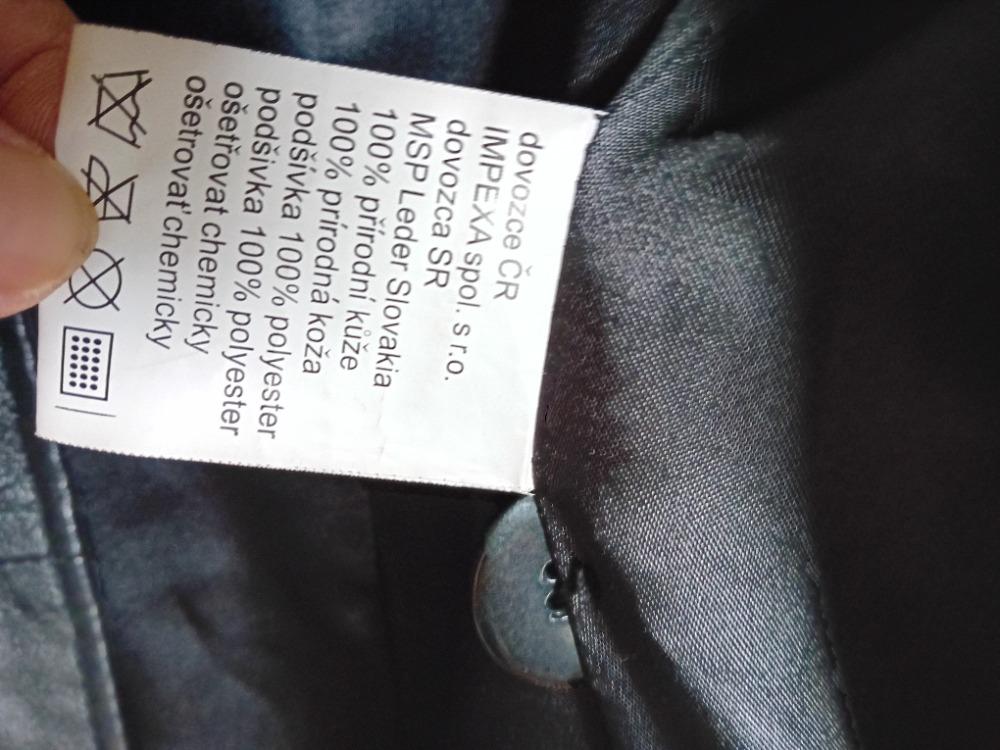 dovozce ČR
IMPEXA spol. s r.o.
dovozca SR
MSP Leder Slovakia
100% přírodní kůže
100% prírodná koža
podšívka 100% polyester
podšivka 100% polyester
ošetřovat chemicky
ošetrovať chemicky